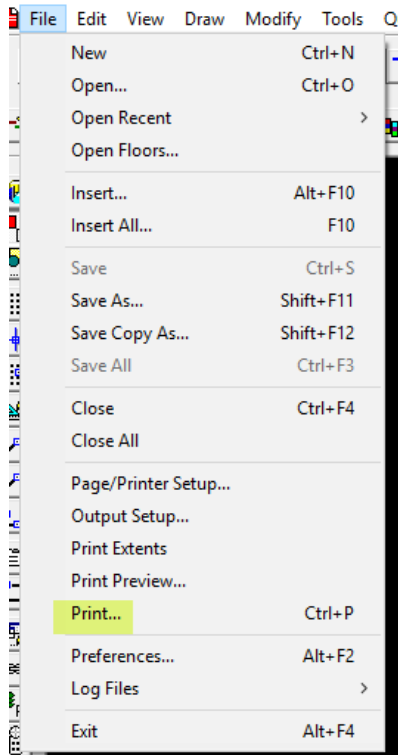 File Edit View Draw Modify Tools Q
New Ctrl+N
Open... Ctrl+O
Open Recent >
Open Floors...
Insert... Alt+F10
Insert All... F10
Save Ctrl+S
Save As... Shift+F11
Save Copy As... Shift+F12
Save All Ctrl+F3
Close Ctrl+F4
Close All
Page/Printer Setup...
Output Setup...
Print Extents
Print Preview...
Print... Ctrl+P
Preferences... Alt+F2
Log Files >
Exit Alt+F4